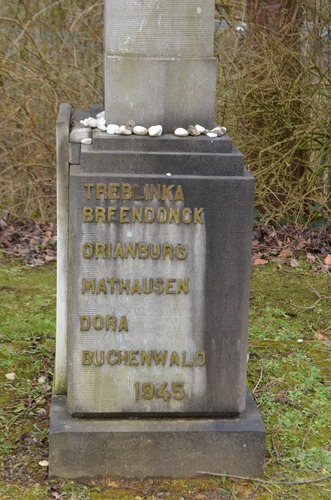 TREB INKA
BREENDONCK
ORIANBURG
MATHAUSEN
DORA
BUCHENWALD
1945